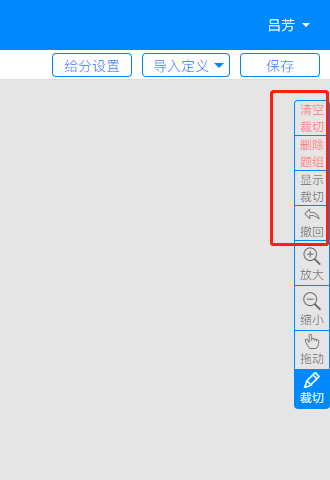 吕芳
给分设置
导入定义
保存
清空
裁切
删除
题组
显示
裁切
撤回
放大
缩小
拖动
裁切